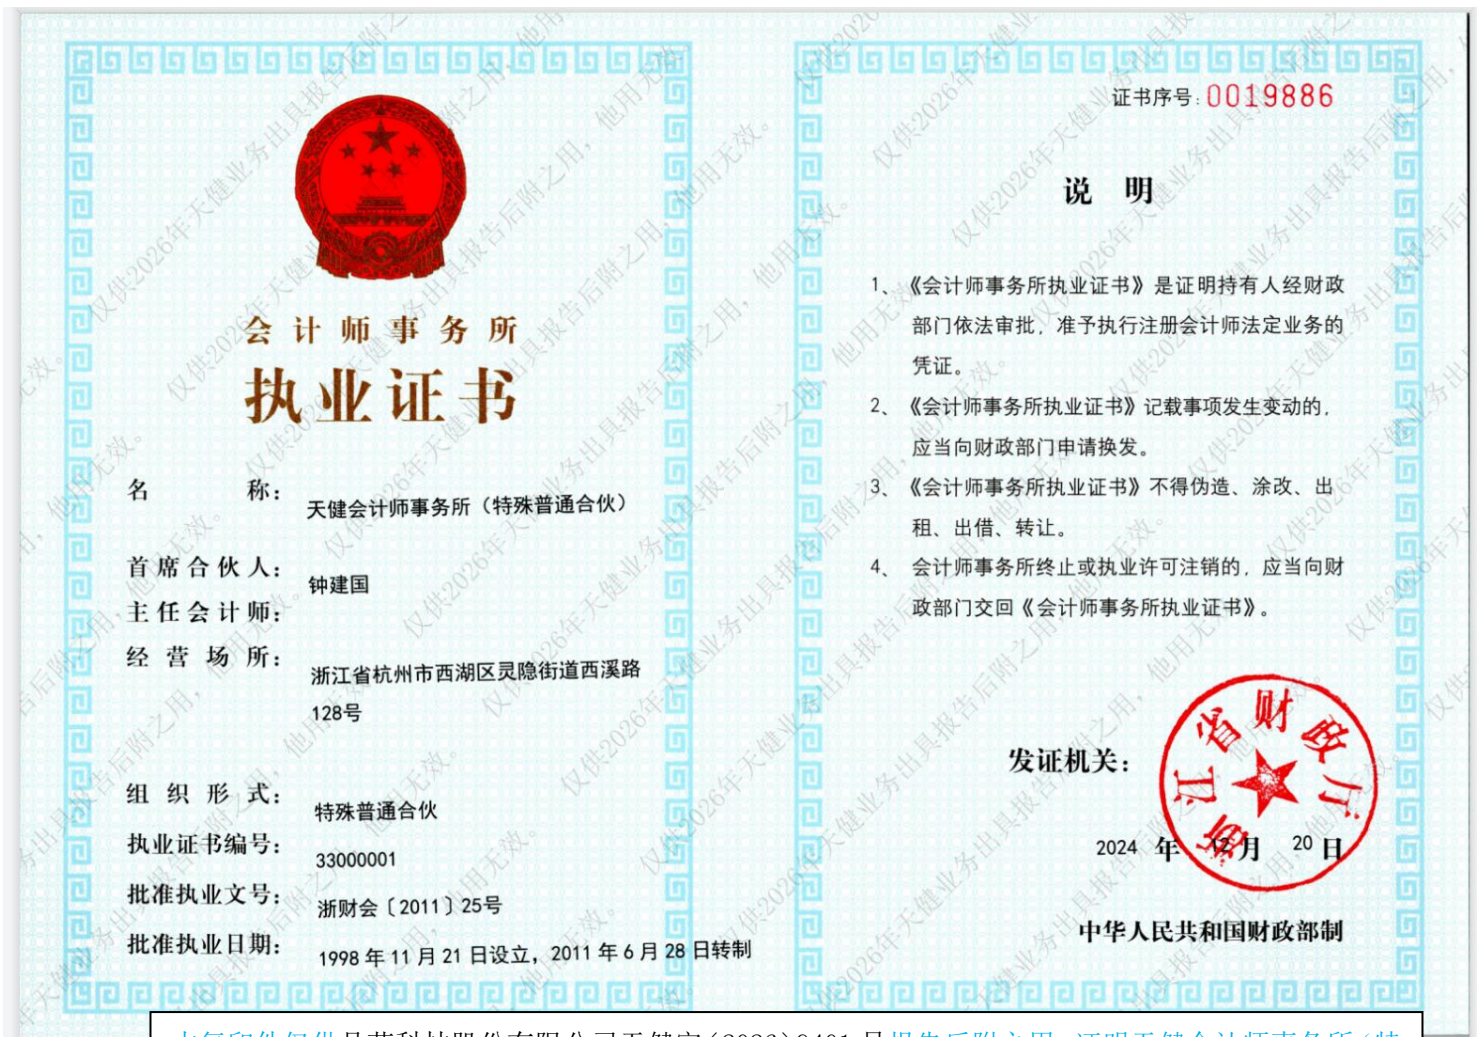 会计师事务所
执业证书
名称：
天健会计师事务所（特殊普通合伙）
首席合伙人：
钟建国
主任会计师：
经营场所：
浙江省杭州市西湖区灵隐街道西溪路
128号
组织形式：
特殊普通合伙
执业证书编号：
33000001
批准执业文号：
浙财会〔2011〕25号
批准执业日期：
1998 年 11 月 21 日设立，2011 年 6 月 28 日转制
证书序号：0019886
说 明
1、《会计师事务所执业证书》是证明持有人经财政
部门依法审批，准予执行注册会计师法定业务的
凭证。
2、《会计师事务所执业证书》记载事项发生变动的，
应当向财政部门申请换发。
3、《会计师事务所执业证书》不得伪造、涂改、出
租、出借、转让。
4、会计师事务所终止或执业许可注销的，应当向财
政部门交回《会计师事务所执业证书》。
发证机关：
浙江省财政厅
2024 年 12 月 20 日
中华人民共和国财政部制
仅供2026年天健业务出具报告后附之用，他用无效。